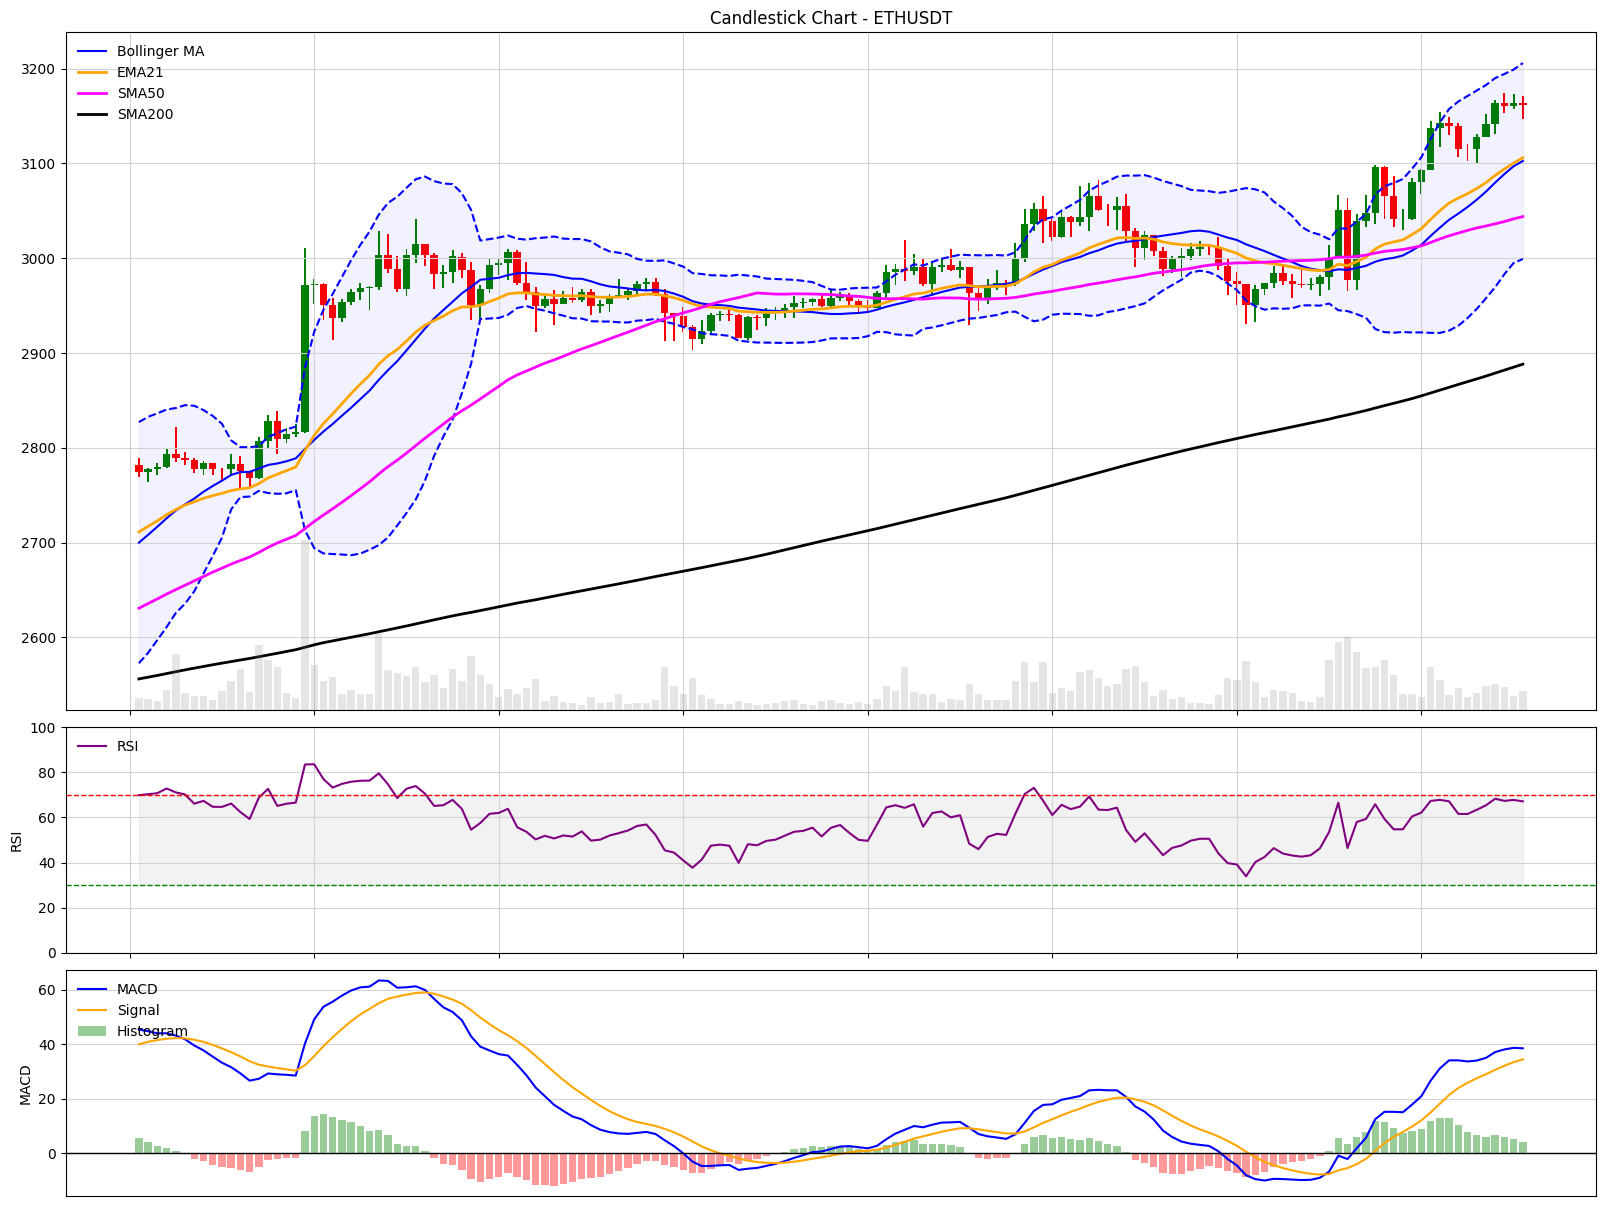 Candlestick Chart - ETHUSDT
Bollinger MA
EMA21
SMA50
SMA200
3200
3100
3000
2900
2800
2700
2600
RSI
100
80
60
40
20
0
RSI
MACD
Signal
Histogram
60
40
20
0
MACD